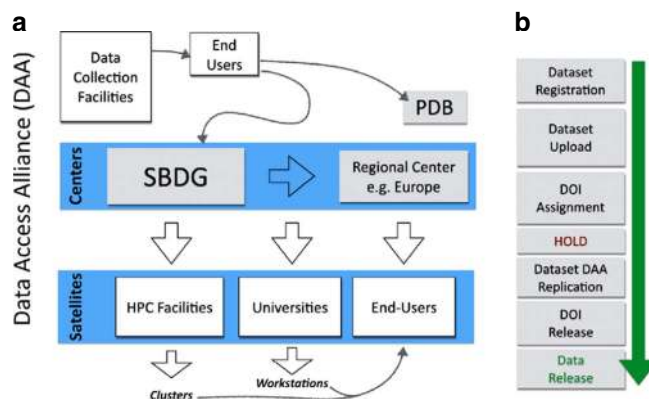 a
b
Data Access Alliance (DAA)
Data
Collection
Facilities
End
Users
PDB
Centers
SBDG
Regional Center
e.g. Europe
Satellites
HPC Facilities
Universities
End-Users
Clusters
Workstations
Dataset
Registration
Dataset
Upload
DOI
Assignment
HOLD
Dataset DAA
Replication
DOI
Release
Data
Release